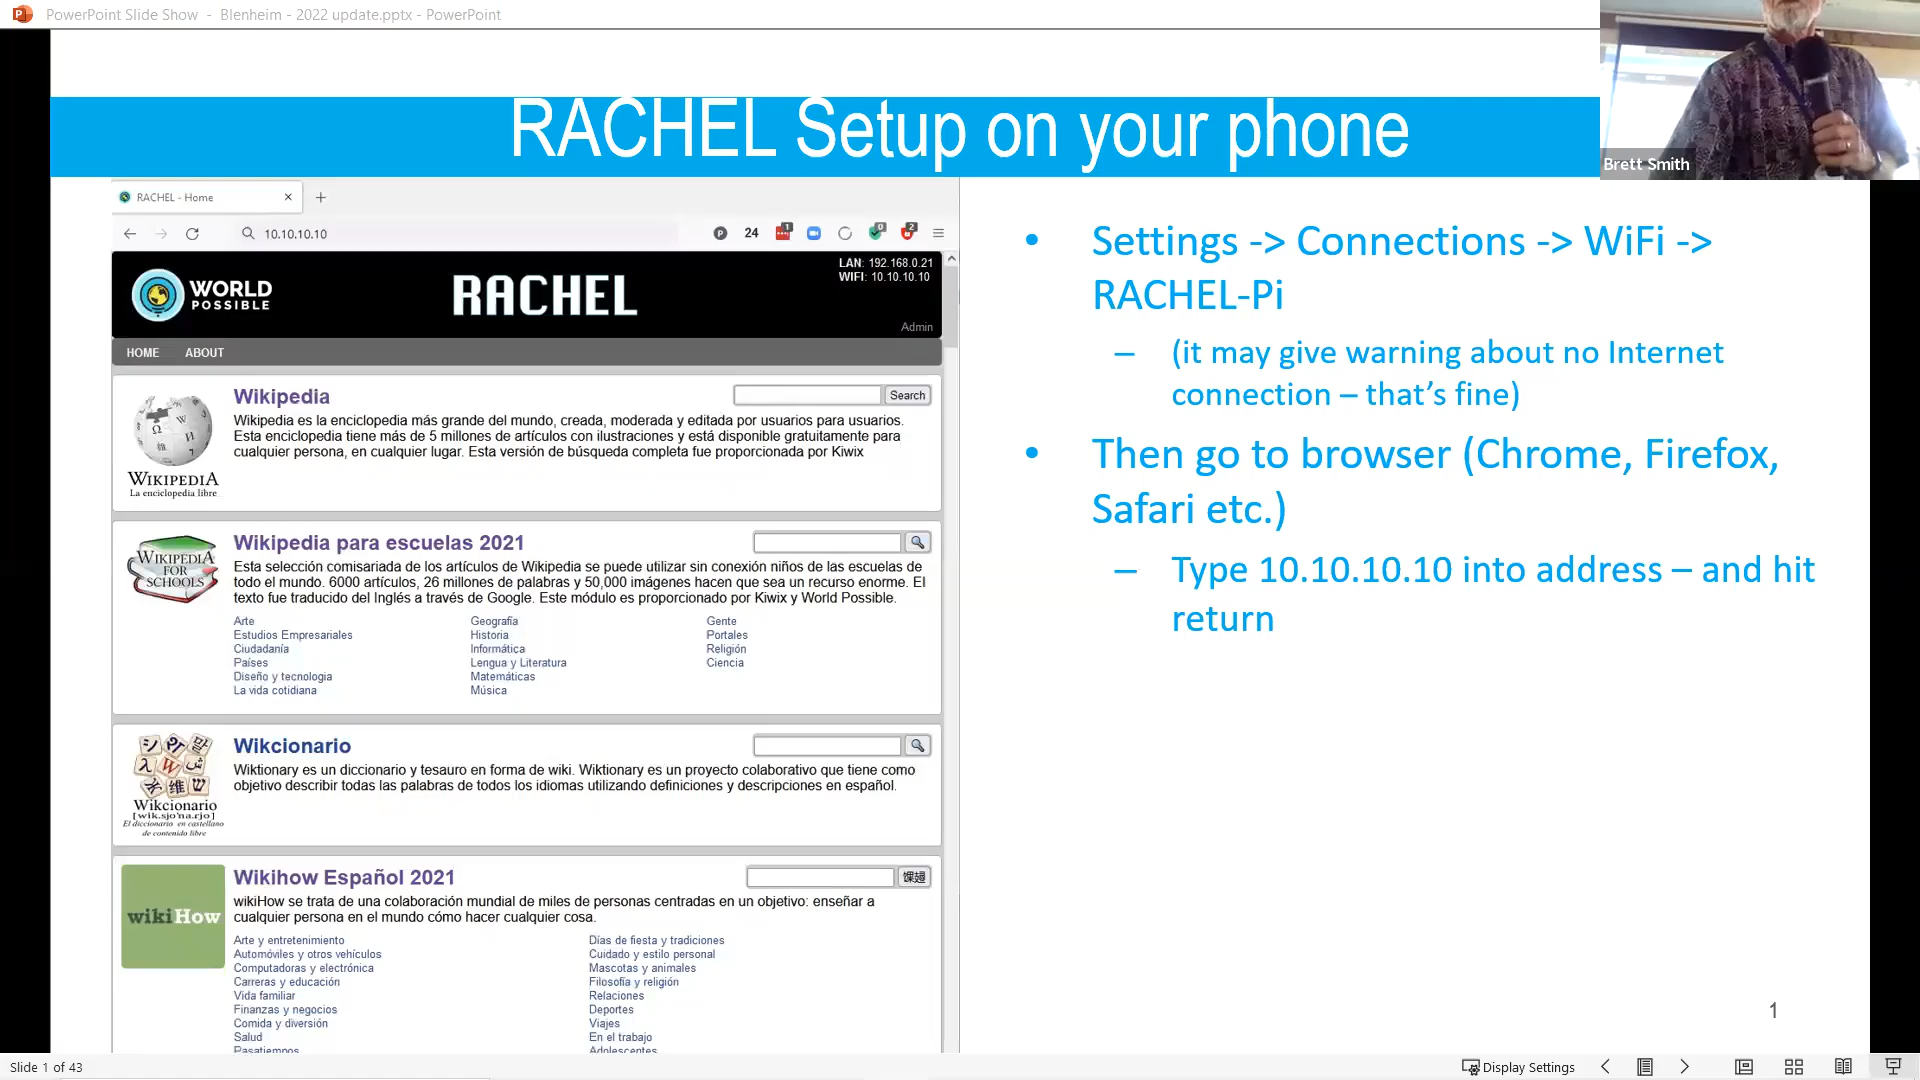 PowerPoint Slide Show - Blenheim - 2022 update.pptx - PowerPoint
RACHEL Setup on your phone
Brett Smith
RACHEL - Home
10.10.10.10
24
WORLD
POSSIBLE
RACHEL
LAN: 192.168.0.21
WIFI: 10.10.10.10
Admin
HOME ABOUT
Wikipedia
Search
Wikipedia es la enciclopedia más grande del mundo, creada, moderada y editada por usuarios para usuarios.
Esta enciclopedia tiene más de 5 millones de artículos con ilustraciones y está disponible gratuitamente para
cualquier persona, en cualquier lugar. Esta versión de búsqueda completa fue proporcionada por Kiwix
WIKIPEDIA
La enciclopedia libre
Wikipedia para escuelas 2021
WIKIPEDIA
FOR
SCHOOLS
Esta selección comisariada de los artículos de Wikipedia se puede utilizar sin conexión niños de las escuelas de
todo el mundo. 6000 artículos, 26 millones de palabras y 50,000 imágenes hacen que sea un recurso enorme. El
texto fue traducido del Inglés a través de Google. Este módulo es proporcionado por Kiwix y World Possible.
Arte
Estudios Empresariales
Ciudadanía
Países
Diseño y tecnologia
La vida cotidiana
Geografía
Historia
Informática
Lengua y Literatura
Matemáticas
Música
Gente
Portales
Religión
Ciencia
Wikcionario
Wiktionary es un diccionario y tesauro en forma de wiki. Wiktionary es un proyecto colaborativo que tiene como
objetivo describir todas las palabras de todos los idiomas utilizando definiciones y descripciones en español.
Wikcionario
[wik.sjo'na.rjo]
El diccionario en castellano
de contenido libre
Wikihow Español 2021
wikiHow
wikiHow se trata de una colaboración mundial de miles de personas centradas en un objetivo: enseñar a
cualquier persona en el mundo cómo hacer cualquier cosa.
Arte y entretenimiento
Automóviles y otros vehículos
Computadoras y electrónica
Carreras y educación
Vida familiar
Finanzas y negocios
Comida y diversión
Salud
Pasatiempos
Días de fiesta y tradiciones
Cuidado y estilo personal
Mascotas y animales
Filosofía y religión
Relaciones
Deportes
Viajes
En el trabajo
Adolescentes
• Settings -> Connections -> WiFi ->
RACHEL-Pi
– (it may give warning about no Internet
connection – that’s fine)
• Then go to browser (Chrome, Firefox,
Safari etc.)
– Type 10.10.10.10 into address – and hit
return
1
Slide 1 of 43
Display Settings